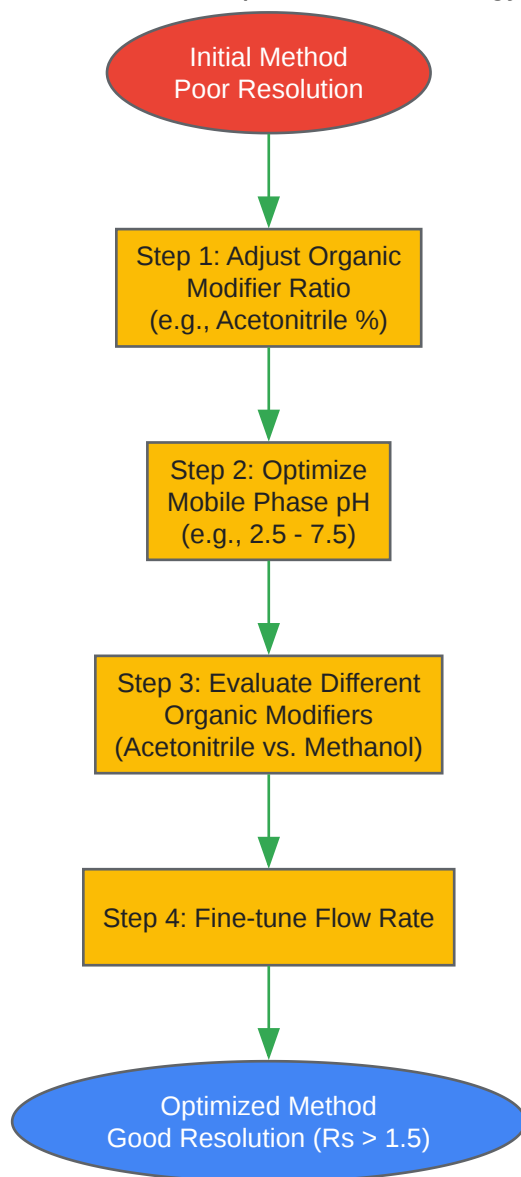 Initial Method
Poor Resolution
Step 1: Adjust Organic
Modifier Ratio
(e.g., Acetonitrile %)
Step 2: Optimize
Mobile Phase pH
(e.g., 2.5 - 7.5)
Step 3: Evaluate Different
Organic Modifiers
(Acetonitrile vs. Methanol)
Step 4: Fine-tune Flow Rate
Optimized Method
Good Resolution (Rs > 1.5)